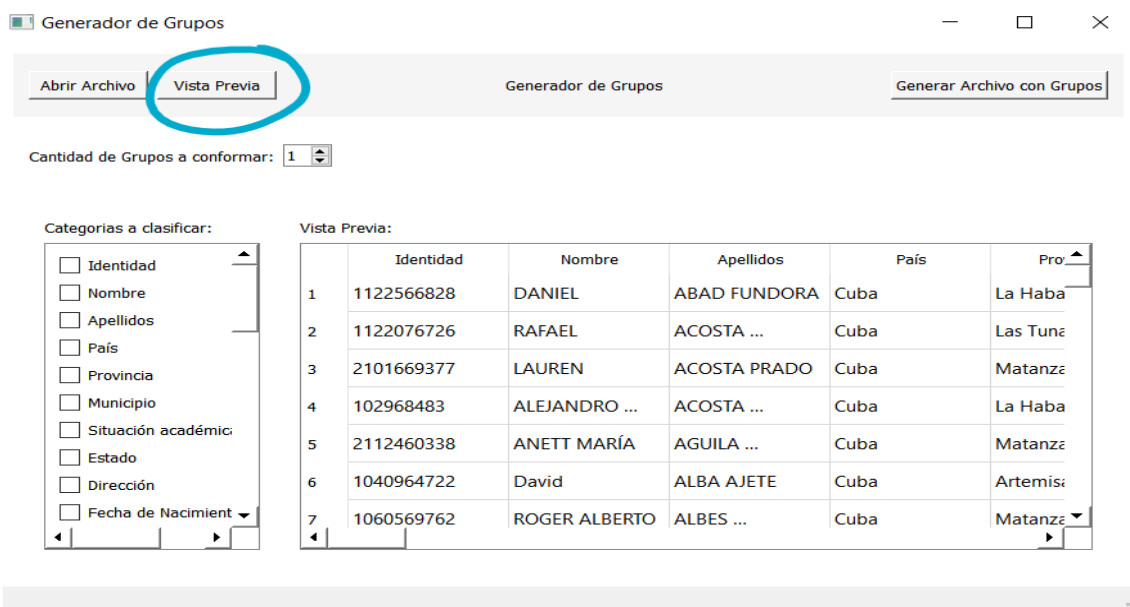 Generador de Grupos
Abrir Archivo Vista Previa Generador de Grupos Generar Archivo con Grupos
Cantidad de Grupos a conformar: 1
Categorias a clasificar: Vista Previa:
Identidad
Nombre
Apellidos
País
Provincia
Municipio
Situación académic
Estado
Dirección
Fecha de Nacimient
Identidad Nombre Apellidos País Pro
1 1122566828 DANIEL ABAD FUNDORA Cuba La Haba
2 1122076726 RAFAEL ACOSTA ... Cuba Las Tuna
3 2101669377 LAUREN ACOSTA PRADO Cuba Matanza
4 102968483 ALEJANDRO ... ACOSTA ... Cuba La Haba
5 2112460338 ANETT MARÍA AGUILA ... Cuba Matanza
6 1040964722 David ALBA AJETE Cuba Artemisa
7 1060569762 ROGER ALBERTO ALBES ... Cuba Matanza